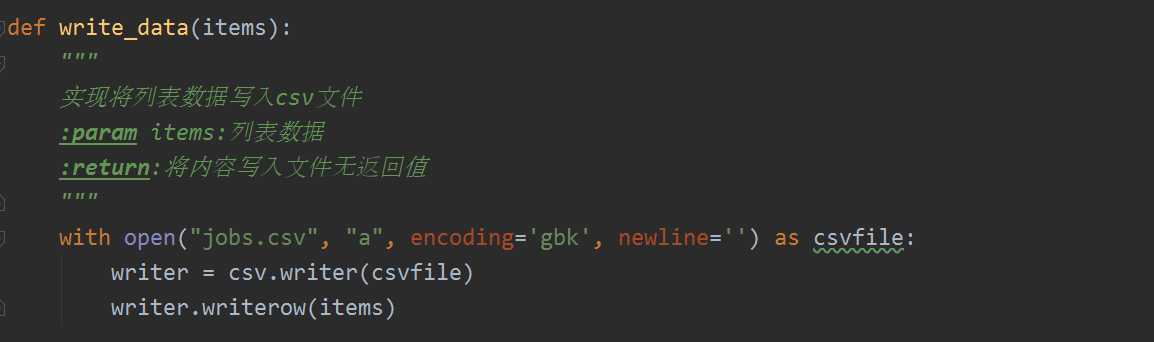 def write_data(items):
    """
    实现将列表数据写入csv文件
    :param items:列表数据
    :return:将内容写入文件无返回值
    """
    with open("jobs.csv", "a", encoding='gbk', newline='') as csvfile:
        writer = csv.writer(csvfile)
        writer.writerow(items)